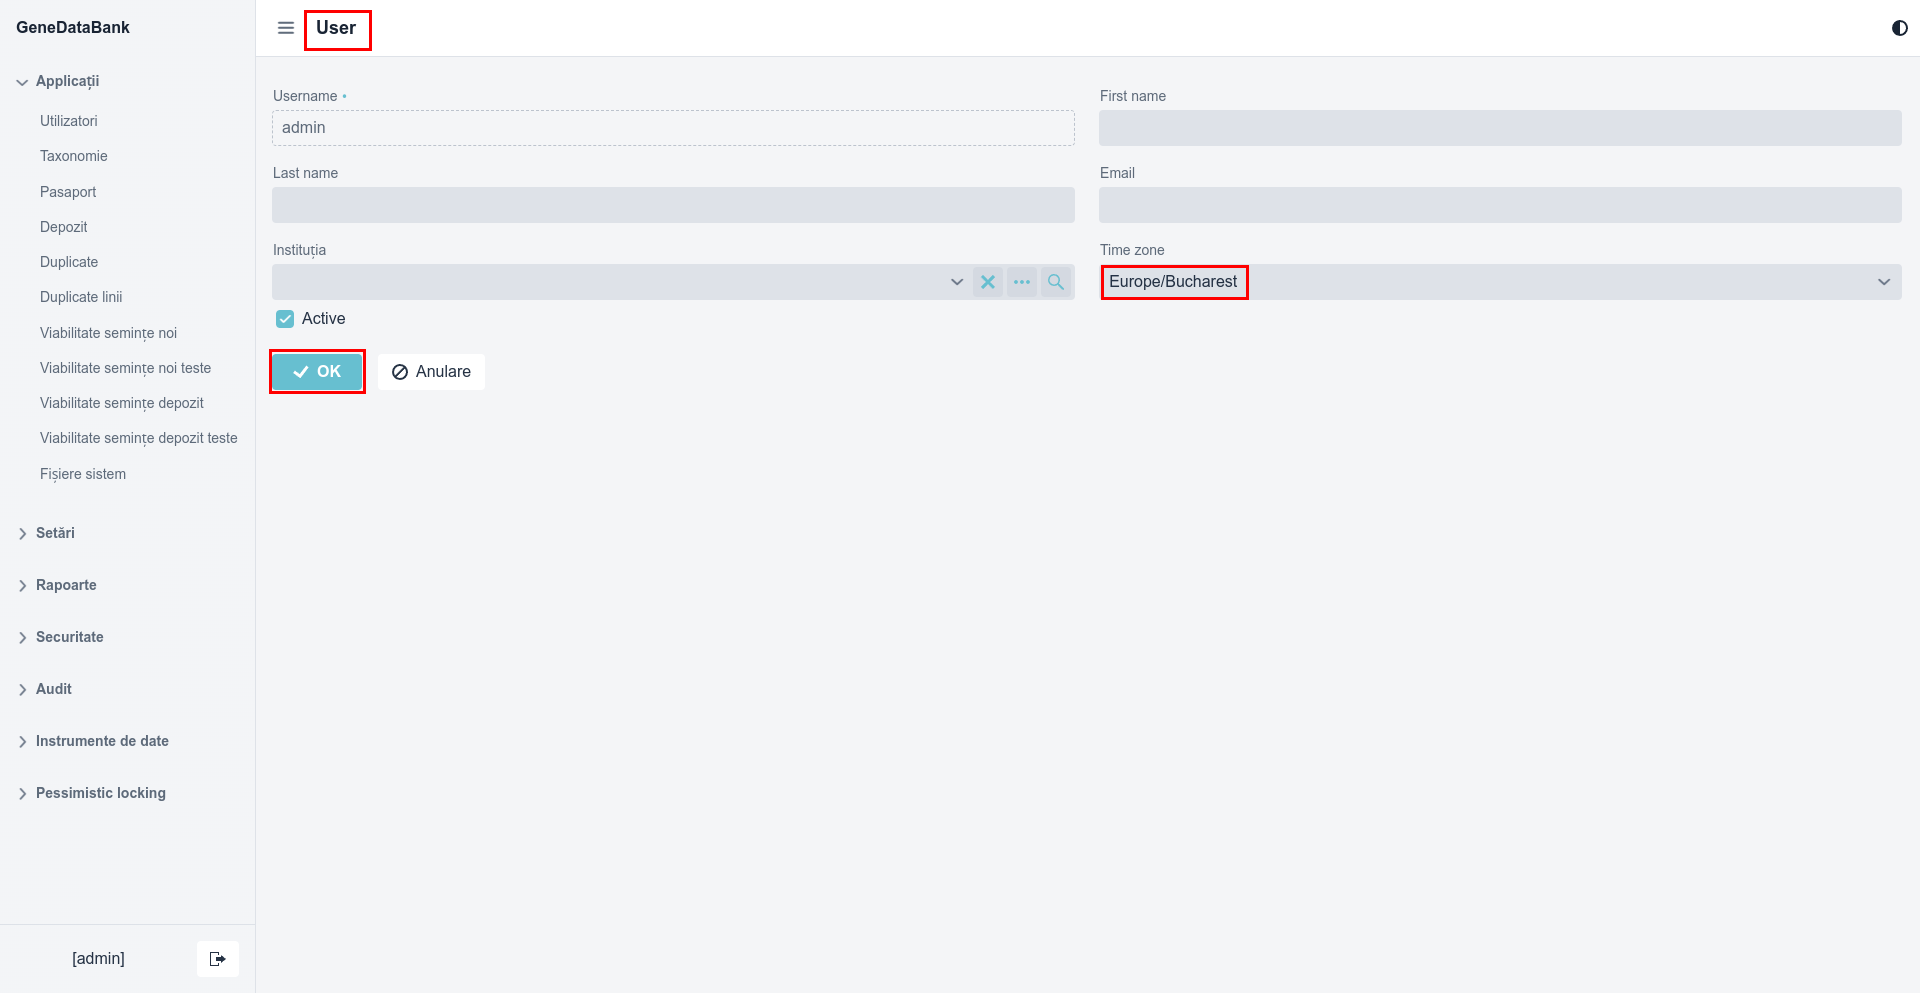 GeneDataBank
Applicații
Utilizatori
Taxonomie
Pasaport
Depozit
Duplicate
Duplicate linii
Viabilitate semințe noi
Viabilitate semințe noi teste
Viabilitate semințe depozit
Viabilitate semințe depozit teste
Fișiere sistem
Setări
Rapoarte
Securitate
Audit
Instrumente de date
Pessimistic locking
[admin]
User
Username •
admin
First name
Last name
Email
Instituția
Time zone
Europe/Bucharest
Active
OK
Anulare